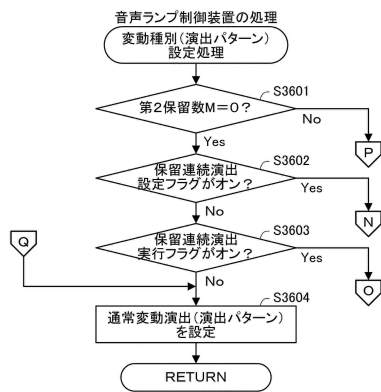 音声ランプ制御装置の処理
変動種別(演出パターン)
設定処理
S3601
第2保留数M=0?
No
P
Yes
S3602
保留連続演出
設定フラグがオン?
Yes
N
No
Q
S3603
保留連続演出
実行フラグがオン?
Yes
O
No
S3604
通常変動演出(演出パターン)
を設定
RETURN